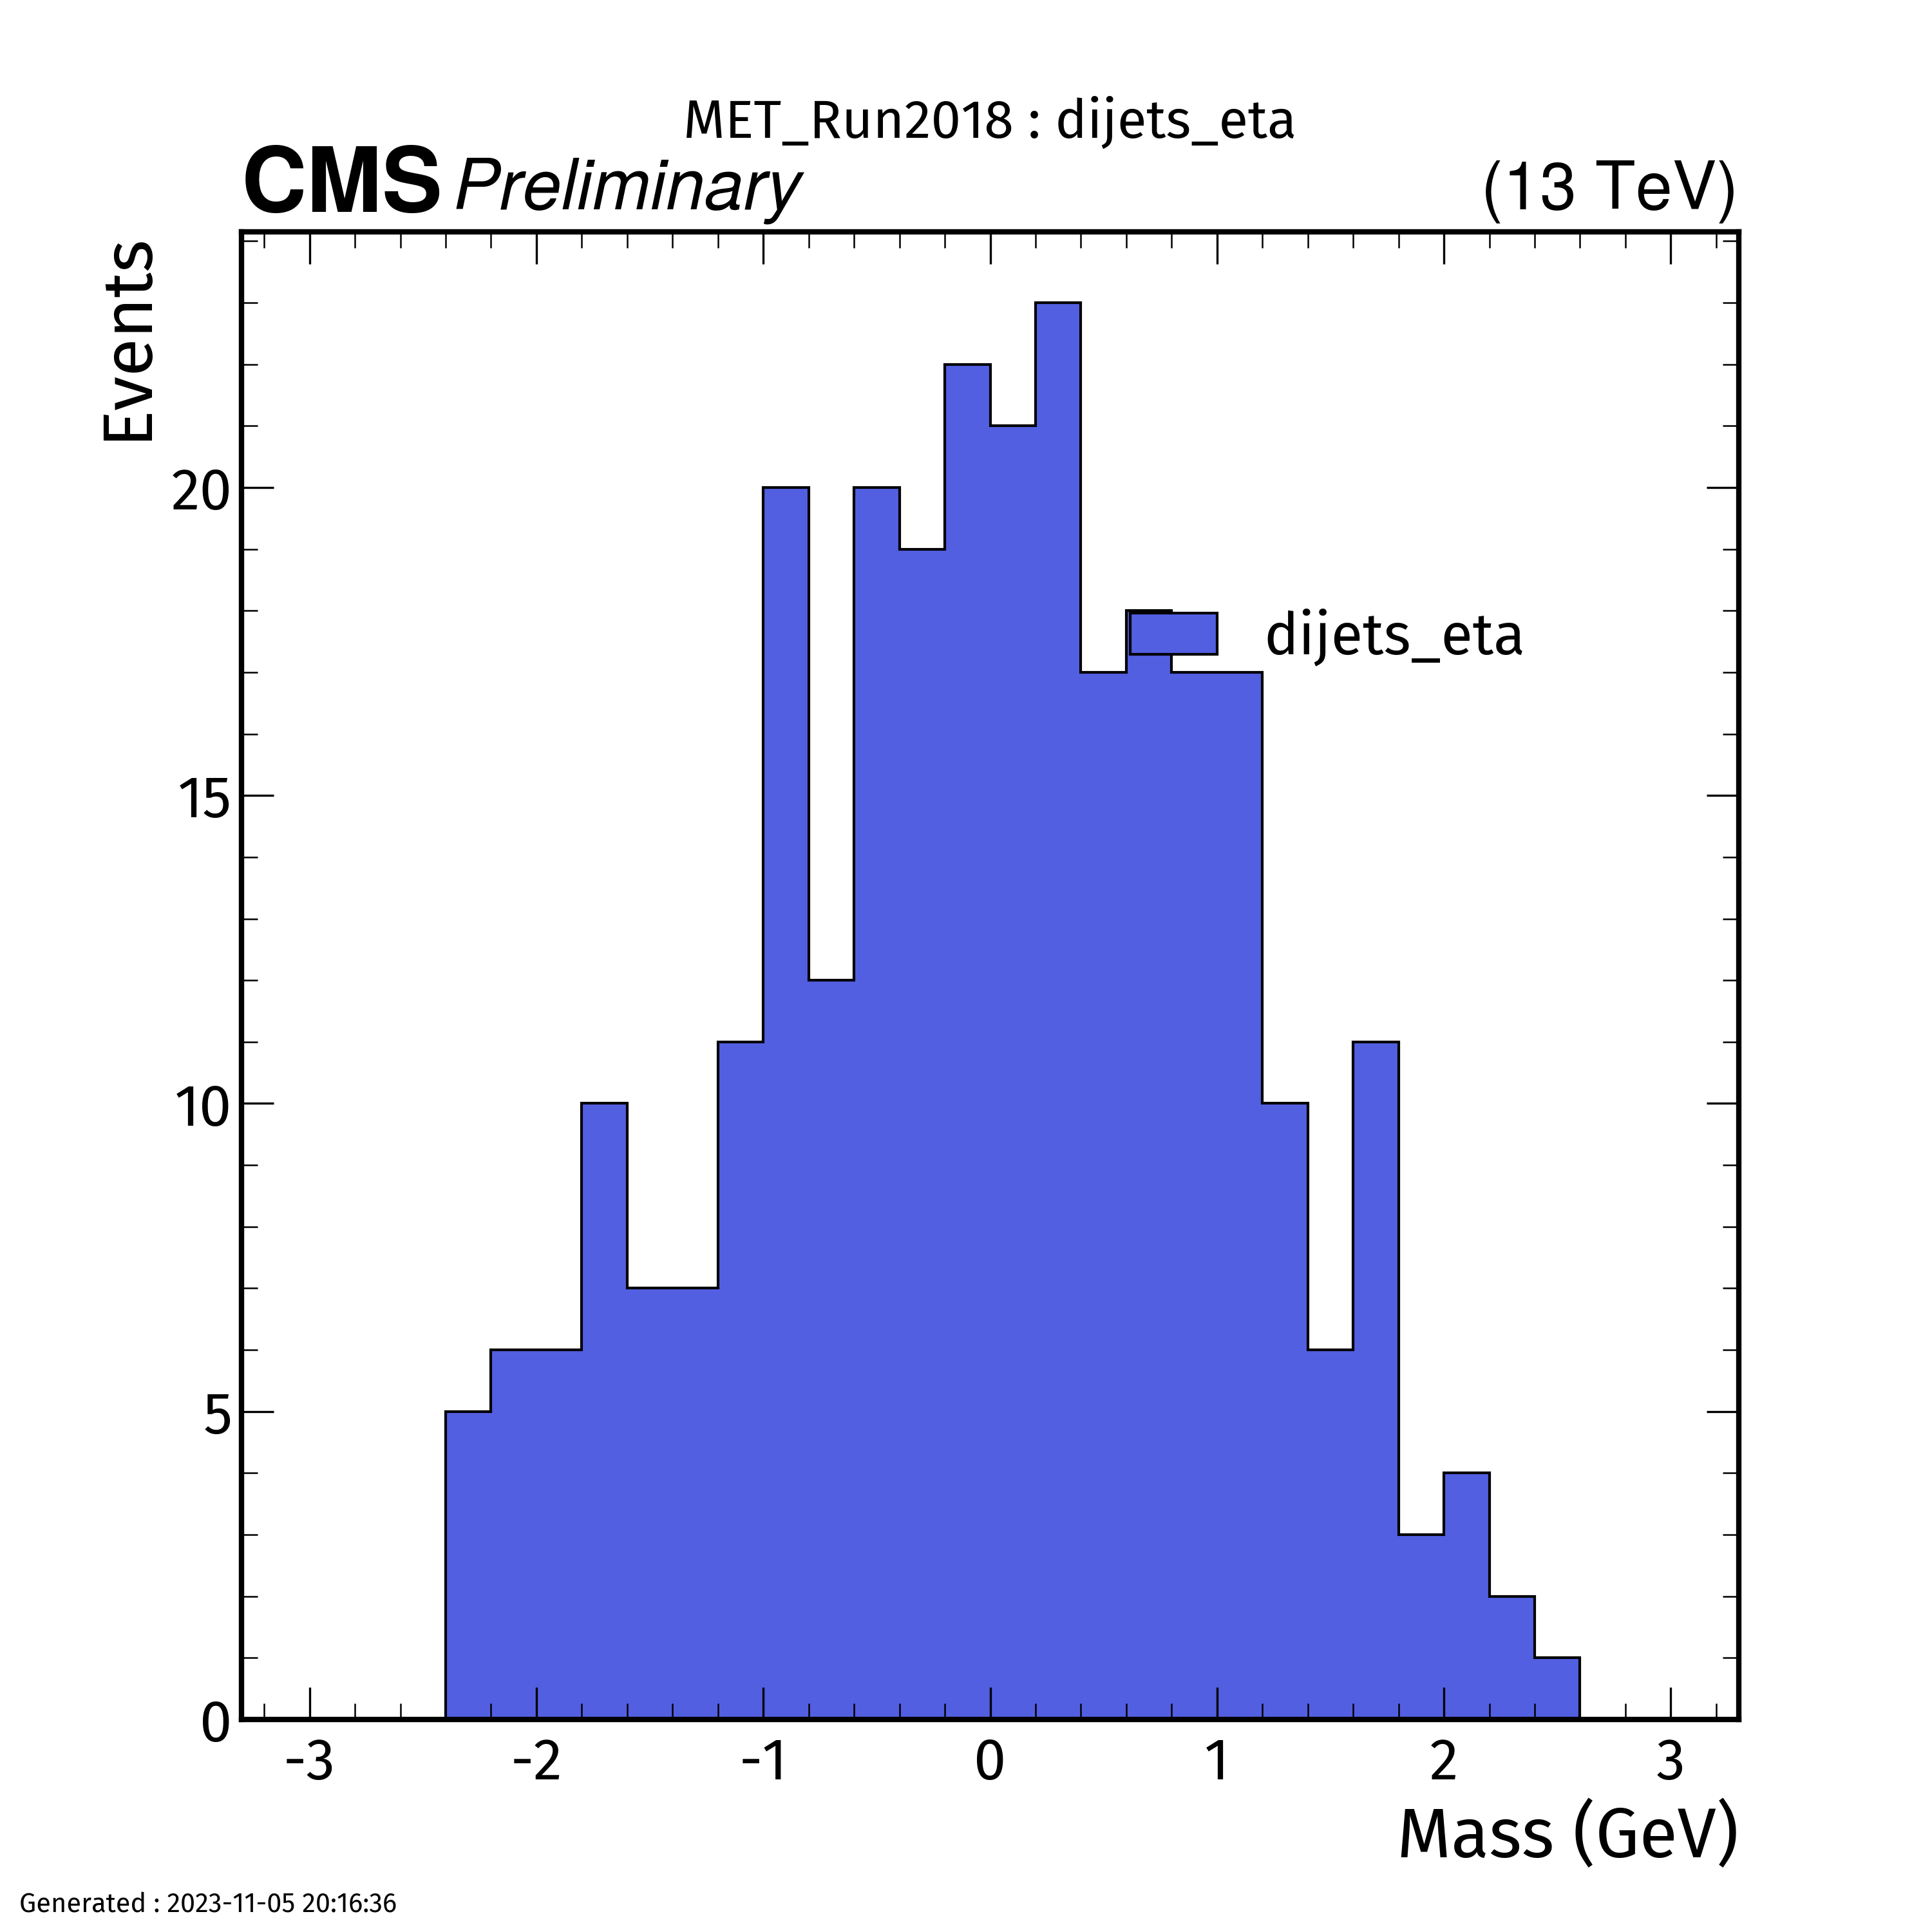 MET_Run2018 : dijets_eta
CMS Preliminary
(13 TeV)
Events
20
15
10
5
0
dijets_eta
-3 -2 -1 0 1 2 3
Mass (GeV)
Generated : 2023-11-05 20:16:36